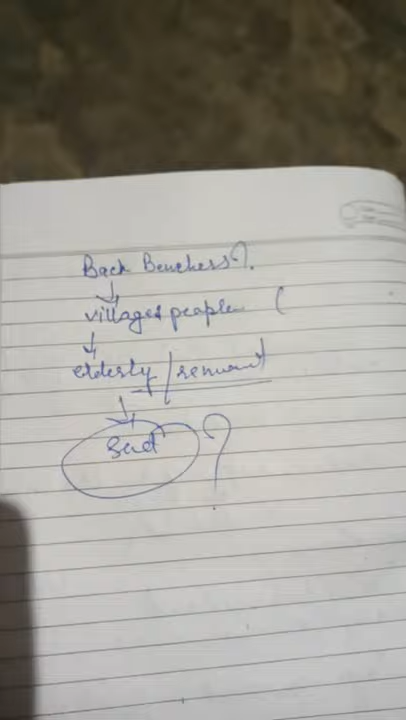 Back Benchers?.
↓
villages people (
↓
elderly / servant
↓
Sad ?